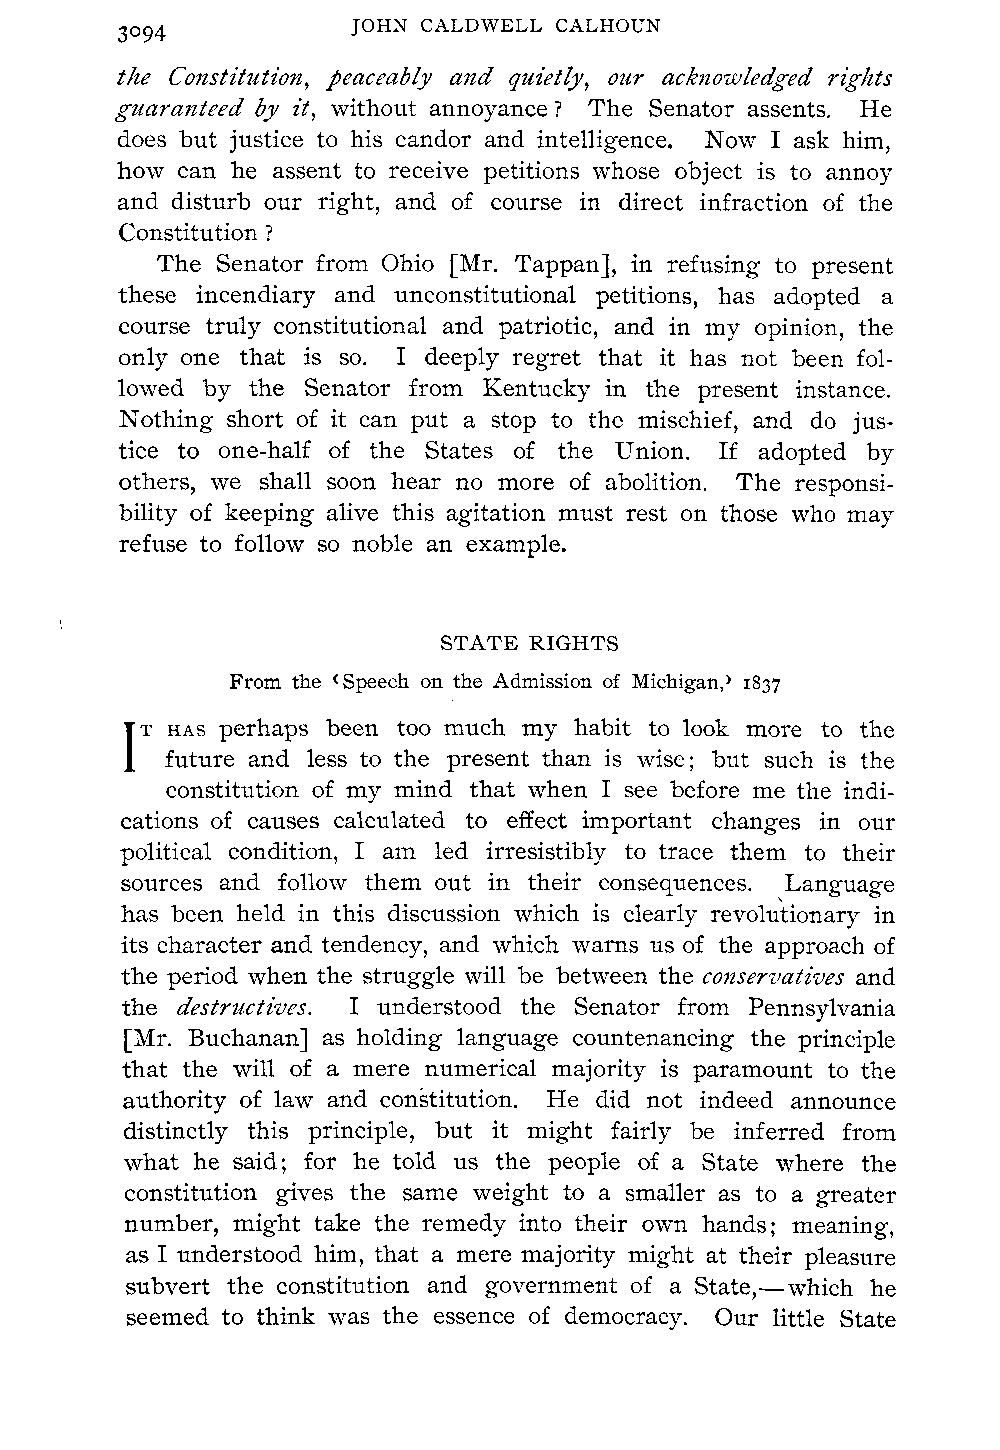 3094 JOHN CALDWELL CALHOUN
the Constitution, peaceably and quietly, our acknowledged rights
guaranteed by it, without annoyance? The Senator assents. He
does but justice to his candor and intelligence. Now I ask him,
how can he assent to receive petitions whose object is to annoy
and disturb our right, and of course in direct infraction of the
Constitution?
The Senator from Ohio [Mr. Tappan], in refusing to present
these incendiary and unconstitutional petitions, has adopted a
course truly constitutional and patriotic, and in my opinion, the
only one that is so. I deeply regret that it has not been fol-
lowed by the Senator from Kentucky in the present instance.
Nothing short of it can put a stop to the mischief, and do jus-
tice to one-half of the States of the Union. If adopted by
others, we shall soon hear no more of abolition. The responsi-
bility of keeping alive this agitation must rest on those who may
refuse to follow so noble an example.
STATE RIGHTS
From the ‹Speech on the Admission of Michigan,› 1837
IT HAS perhaps been too much my habit to look more to the
future and less to the present than is wise; but such is the
constitution of my mind that when I see before me the indi-
cations of causes calculated to effect important changes in our
political condition, I am led irresistibly to trace them to their
sources and follow them out in their consequences. Language
has been held in this discussion which is clearly revolutionary in
its character and tendency, and which warns us of the approach of
the period when the struggle will be between the conservatives and
the destructives. I understood the Senator from Pennsylvania
[Mr. Buchanan] as holding language countenancing the principle
that the will of a mere numerical majority is paramount to the
authority of law and constitution. He did not indeed announce
distinctly this principle, but it might fairly be inferred from
what he said; for he told us the people of a State where the
constitution gives the same weight to a smaller as to a greater
number, might take the remedy into their own hands; meaning,
as I understood him, that a mere majority might at their pleasure
subvert the constitution and government of a State,—which he
seemed to think was the essence of democracy. Our little State